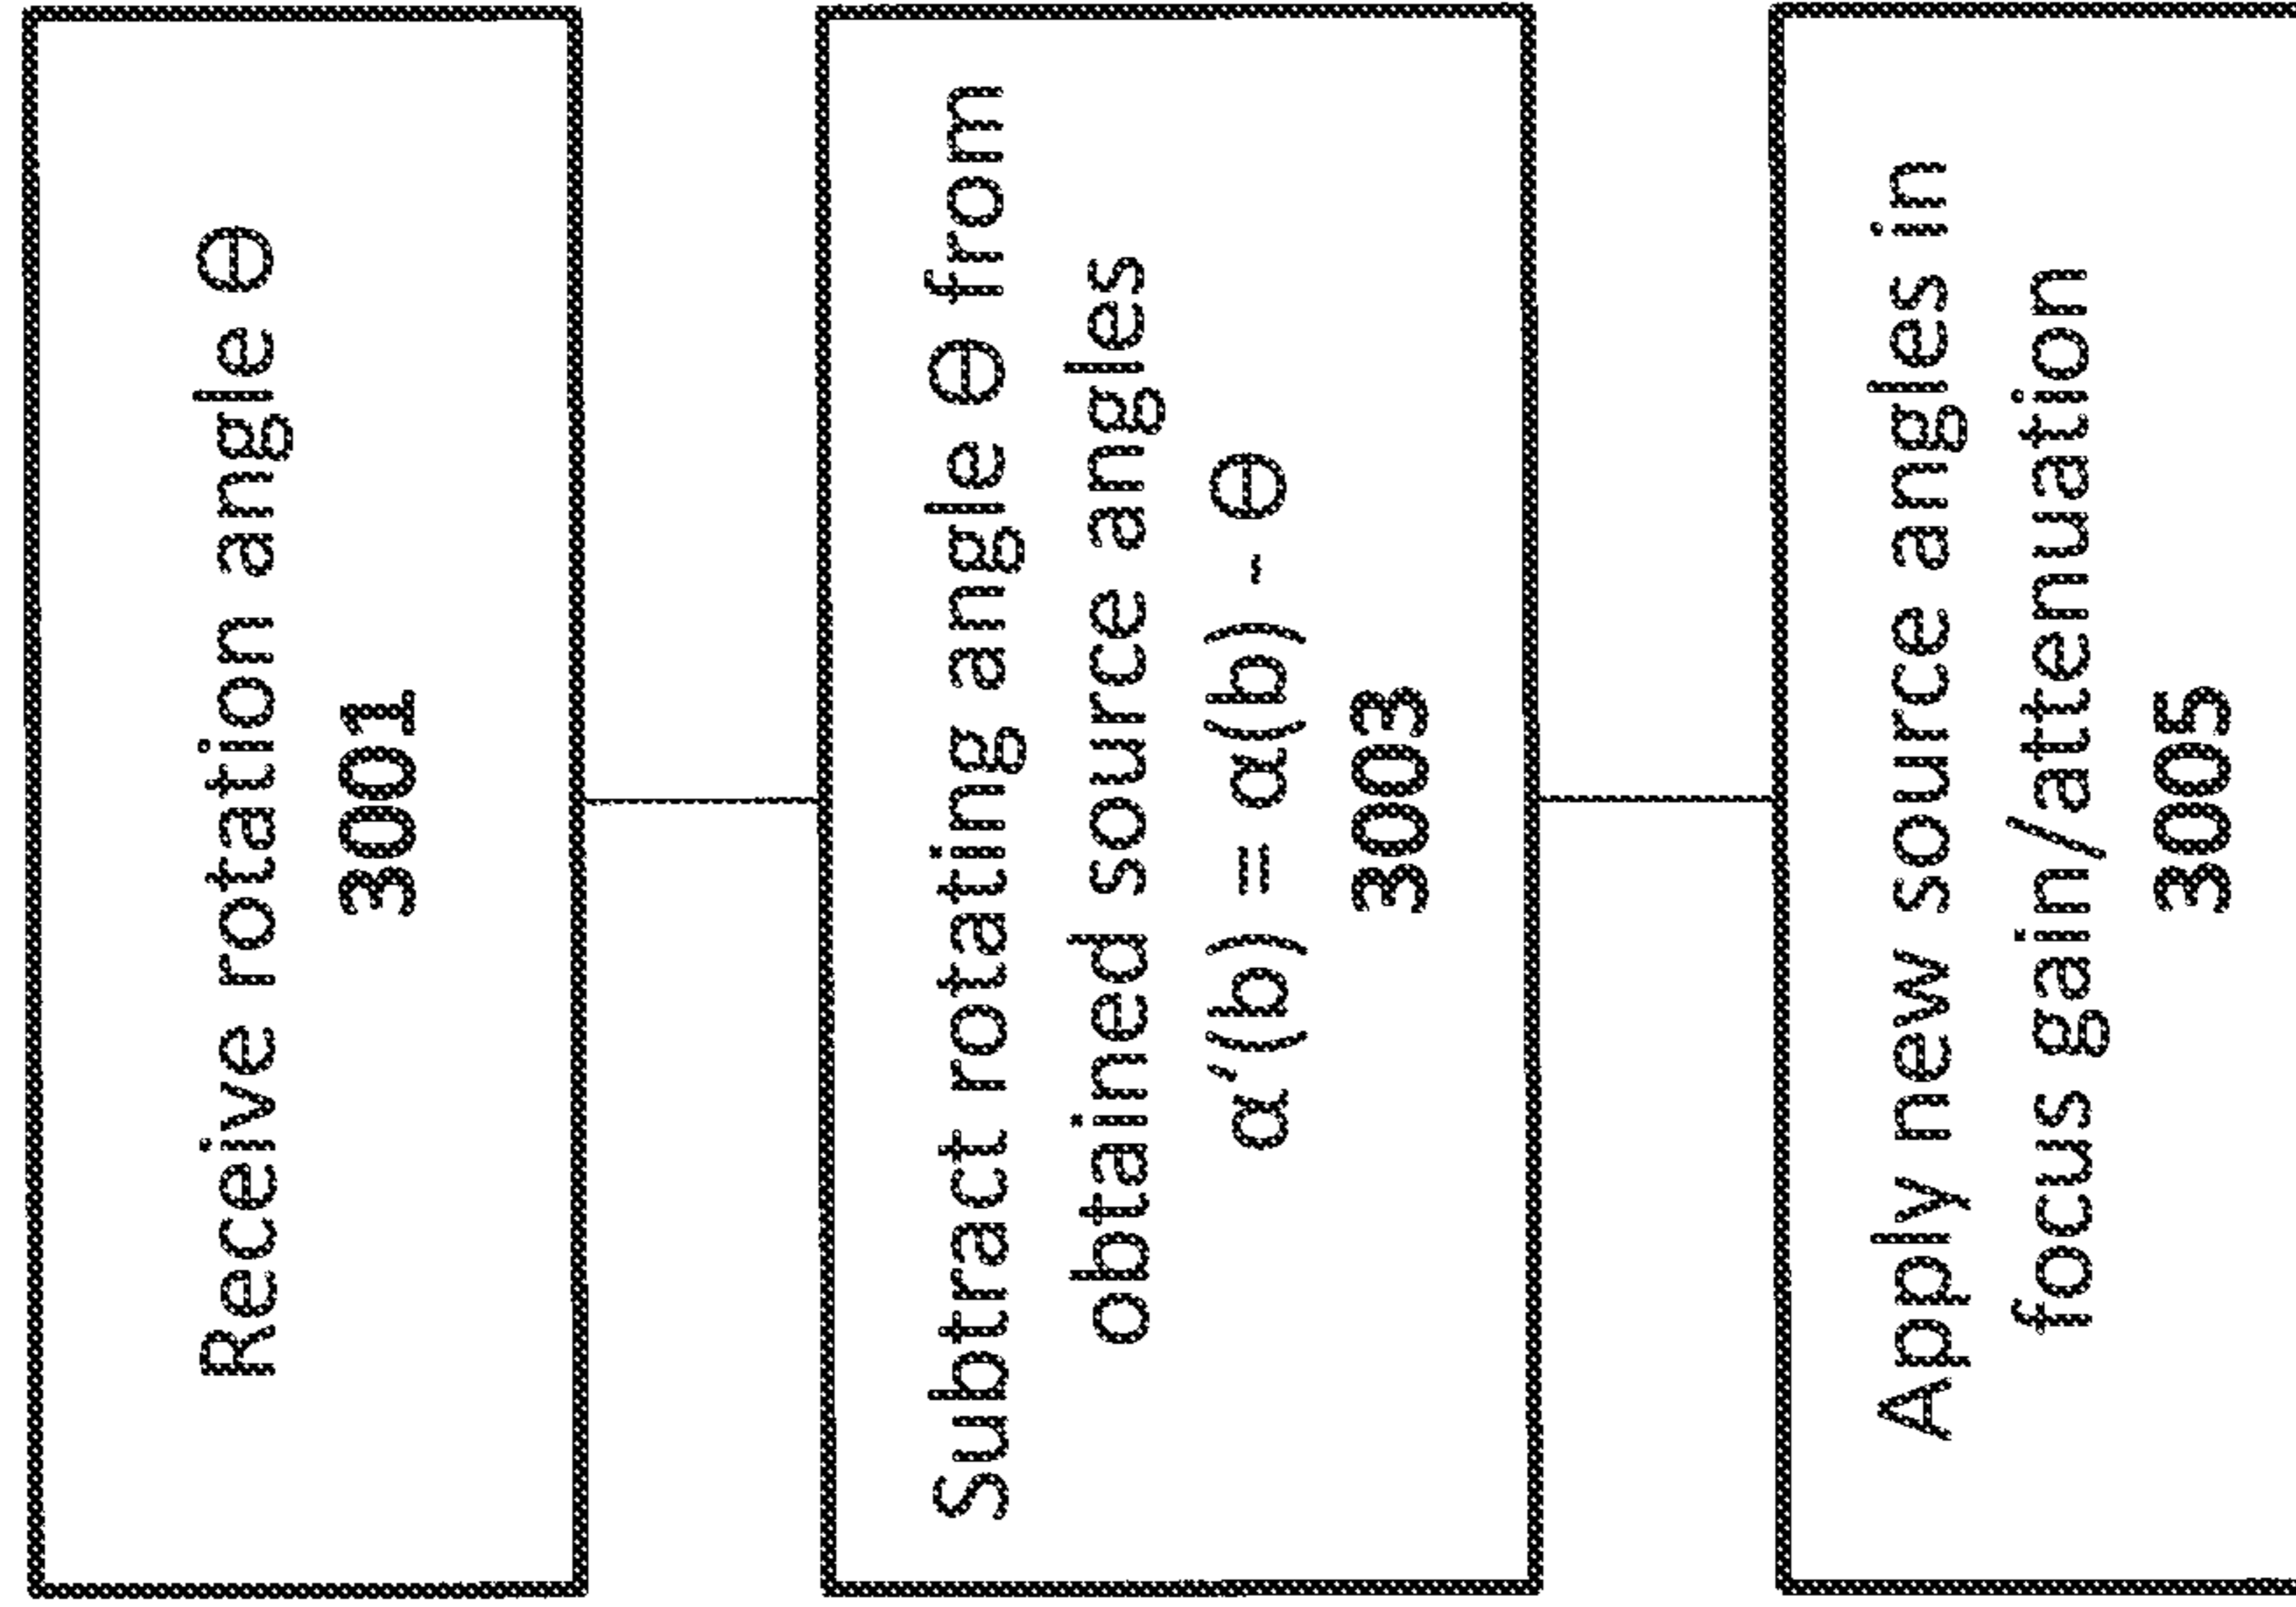 Receive rotation angle Θ
3001
Subtract rotating angle Θ from
obtained source angles
α´(b) = α(b) - Θ
3003
Apply new source angles in
focus gain/attenuation
3005